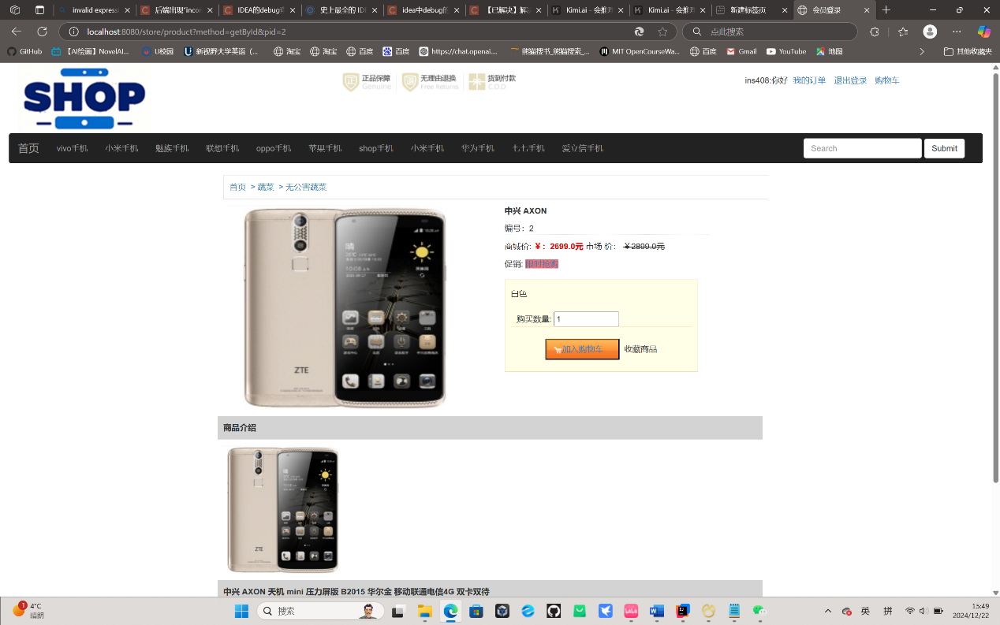 invalid express
后端出现"incor
IDEA的debug
史上最全的 IDE
idea中debug的
【已解决】解
Kimi.ai - 会推理
Kimi.ai - 会推理
新建标签页
会员登录
localhost:8080/store/product?method=getById&pid=2
点此搜索
GitHub
【AI绘画】NovelAI...
U校园
新视野大学英语（...
淘宝
淘宝
百度
百度
https://chat.openai....
熊猫搜书_熊猫搜索_...
MIT OpenCourseWa...
百度
Gmail
YouTube
地图
其他收藏夹
SHOP
正品保障
Genuine
无理由退换
Free Returns
货到付款
C.O.D
ins408:你好 我的订单 退出登录 购物车
首页 vivo手机 小米手机 魅族手机 联想手机 oppo手机 苹果手机 shop手机 小米手机 华为手机 七七手机 爱立信手机
Search
Submit
首页 > 蔬菜 > 无公害蔬菜
中兴 AXON
编号：2
商城价: ￥：2699.0元 市场 价： ￥2899.0元
促销: 限时抢购
白色
购买数量: 1
加入购物车 收藏商品
ZTE
商品介绍
ZTE
中兴 AXON 天机 mini 压力屏版 B2015 华尔金 移动联通电信4G 双卡双待
1
4°C
晴朗
搜索
英
拼
15:49
2024/12/22